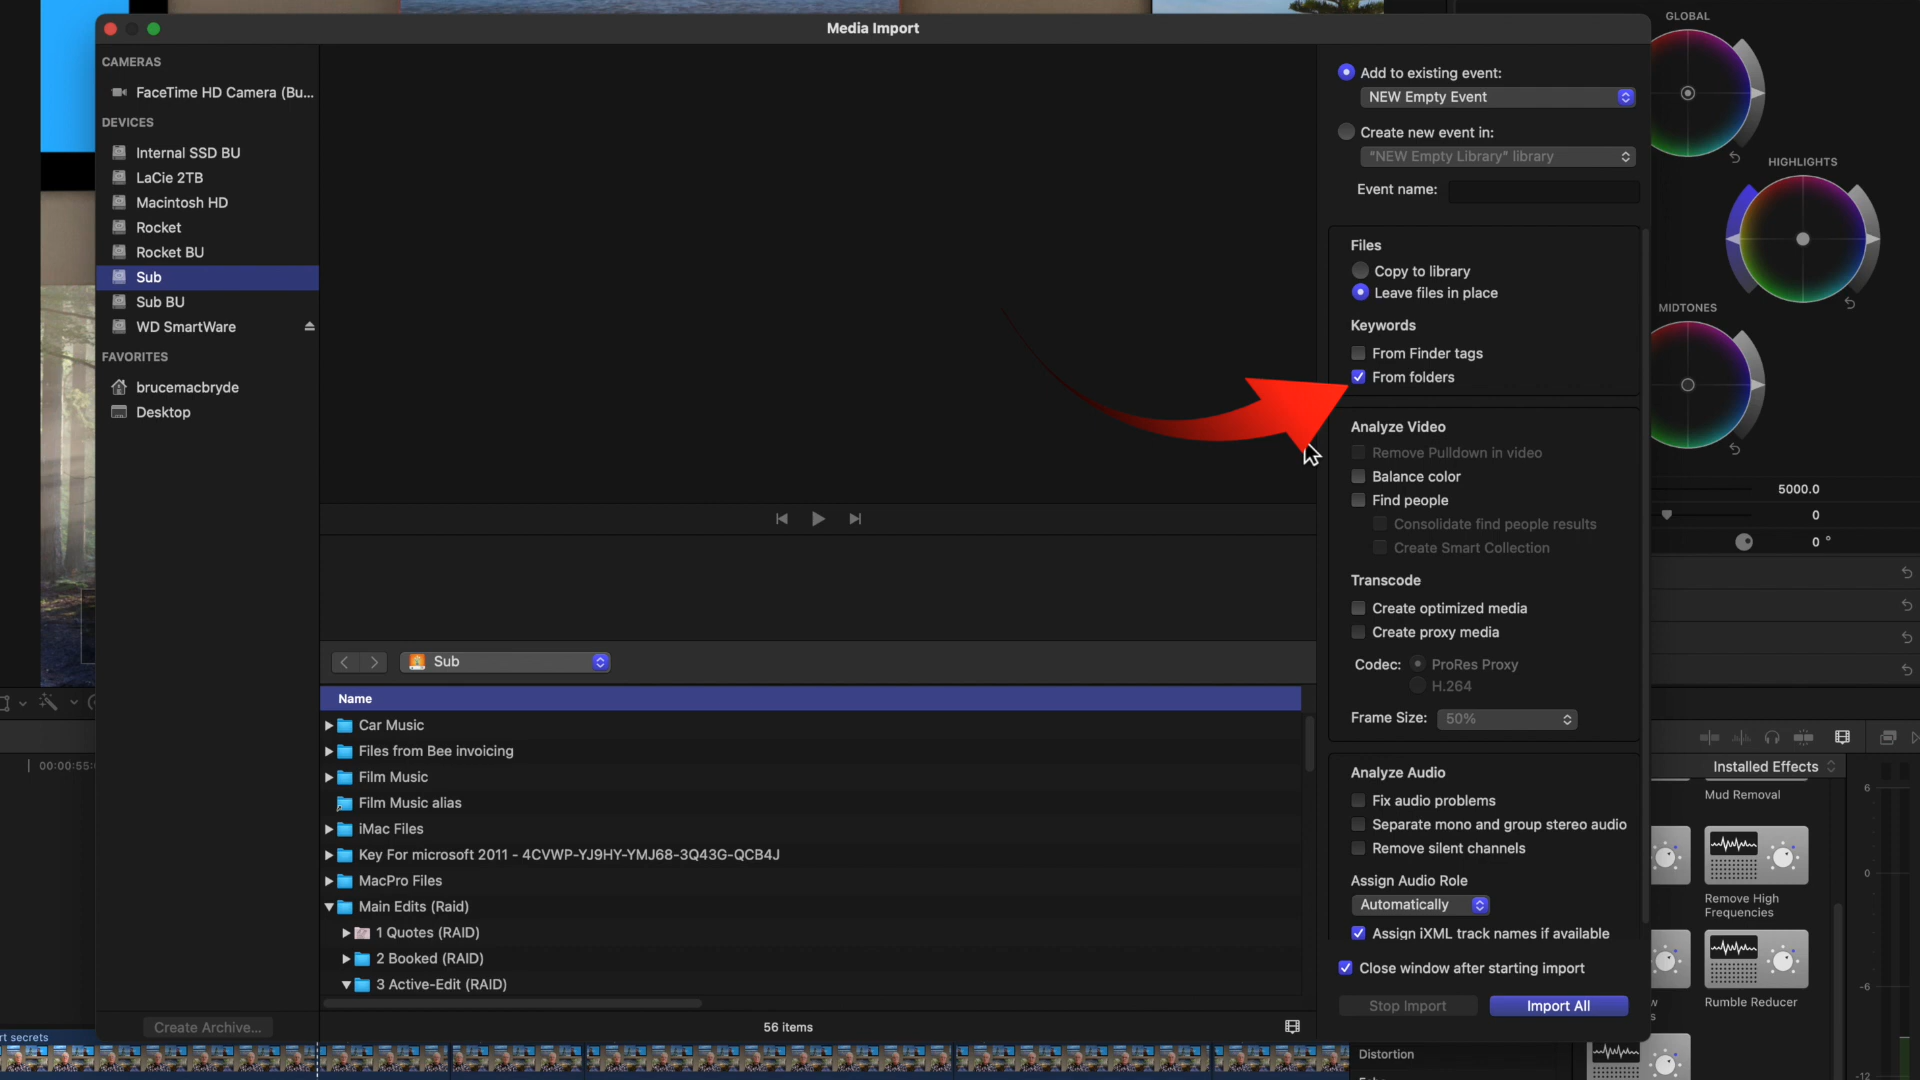 Media Import
CAMERAS
FaceTime HD Camera (Bu...
DEVICES
Internal SSD BU
LaCie 2TB
Macintosh HD
Rocket
Rocket BU
Sub
Sub BU
WD SmartWare
FAVORITES
brucemacbryde
Desktop
Create Archive...
Sub
Name
Car Music
Files from Bee invoicing
Film Music
Film Music alias
iMac Files
Key For microsoft 2011 - 4CVWP-YJ9HY-YMJ68-3Q43G-QCB4J
MacPro Files
Main Edits (Raid)
1 Quotes (RAID)
2 Booked (RAID)
3 Active-Edit (RAID)
56 items
Add to existing event:
NEW Empty Event
Create new event in:
"NEW Empty Library" library
Event name:
Files
Copy to library
Leave files in place
Keywords
From Finder tags
From folders
Analyze Video
Remove Pulldown in video
Balance color
Find people
Consolidate find people results
Create Smart Collection
Transcode
Create optimized media
Create proxy media
Codec: ProRes Proxy
H.264
Frame Size: 50%
Analyze Audio
Fix audio problems
Separate mono and group stereo audio
Remove silent channels
Assign Audio Role
Automatically
Assign iXML track names if available
Close window after starting import
Stop Import
Import All
GLOBAL
HIGHLIGHTS
MIDTONES
5000.0
0
0 °
Installed Effects
Mud Removal
Remove High
Frequencies
Rumble Reducer
Distortion
6
0
-6
-12
00:00:55:
rt secrets